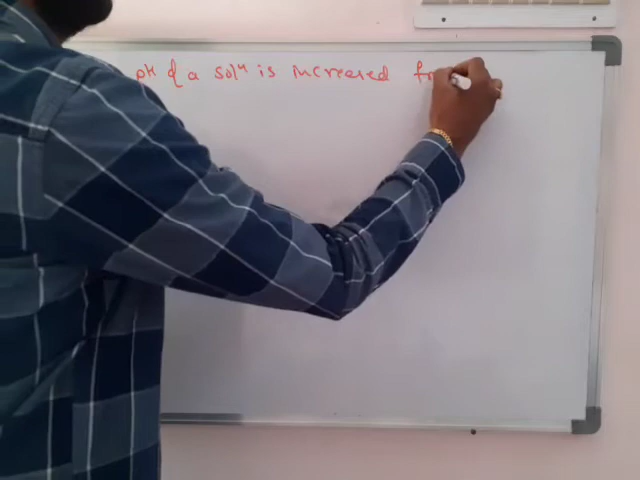 pH of a solⁿ is increased